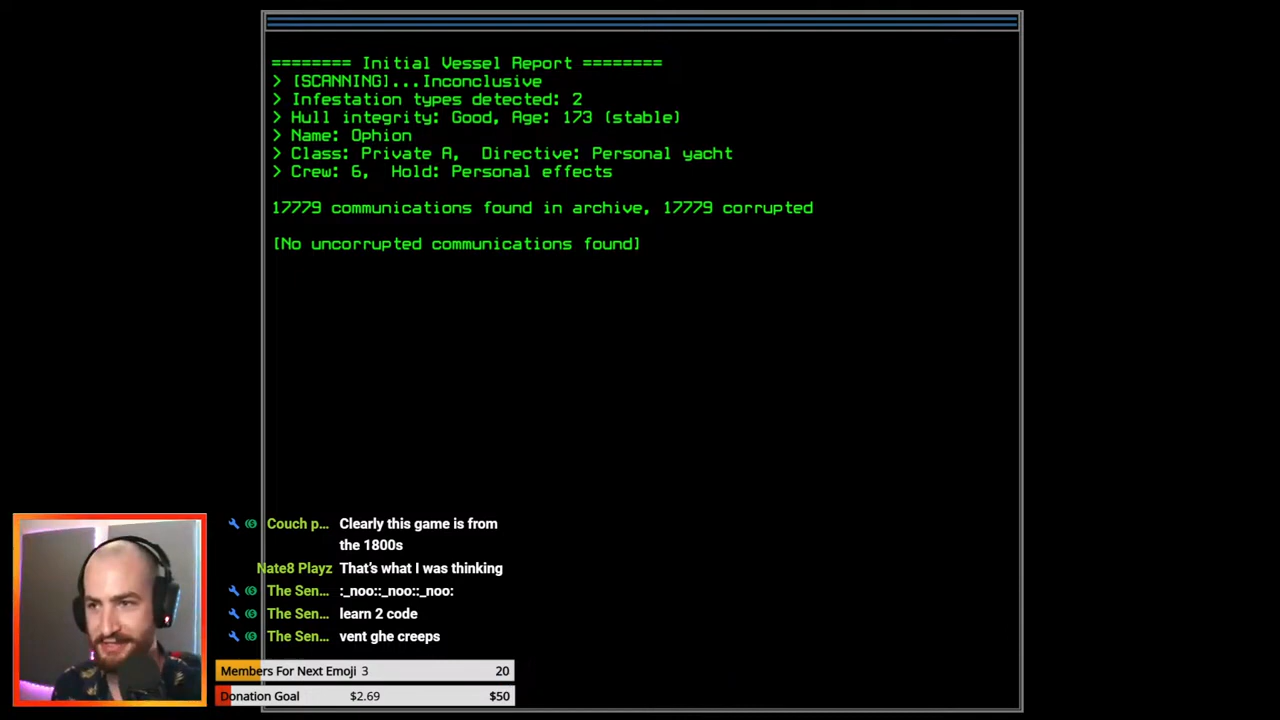 ======== Initial Vessel Report ========
> [SCANNING]...Inconclusive
> Infestation types detected: 2
> Hull integrity: Good, Age: 173 (stable)
> Name: Ophion
> Class: Private A,  Directive: Personal yacht
> Crew: 6,  Hold: Personal effects
17779 communications found in archive, 17779 corrupted
[No uncorrupted communications found]
Couch p... Clearly this game is from
the 1800s
Nate8 Playz That's what I was thinking
The Sen... :_noo::_noo::_noo:
The Sen... learn 2 code
The Sen... vent ghe creeps
Members For Next Emoji 3 20
Donation Goal $2.69 $50